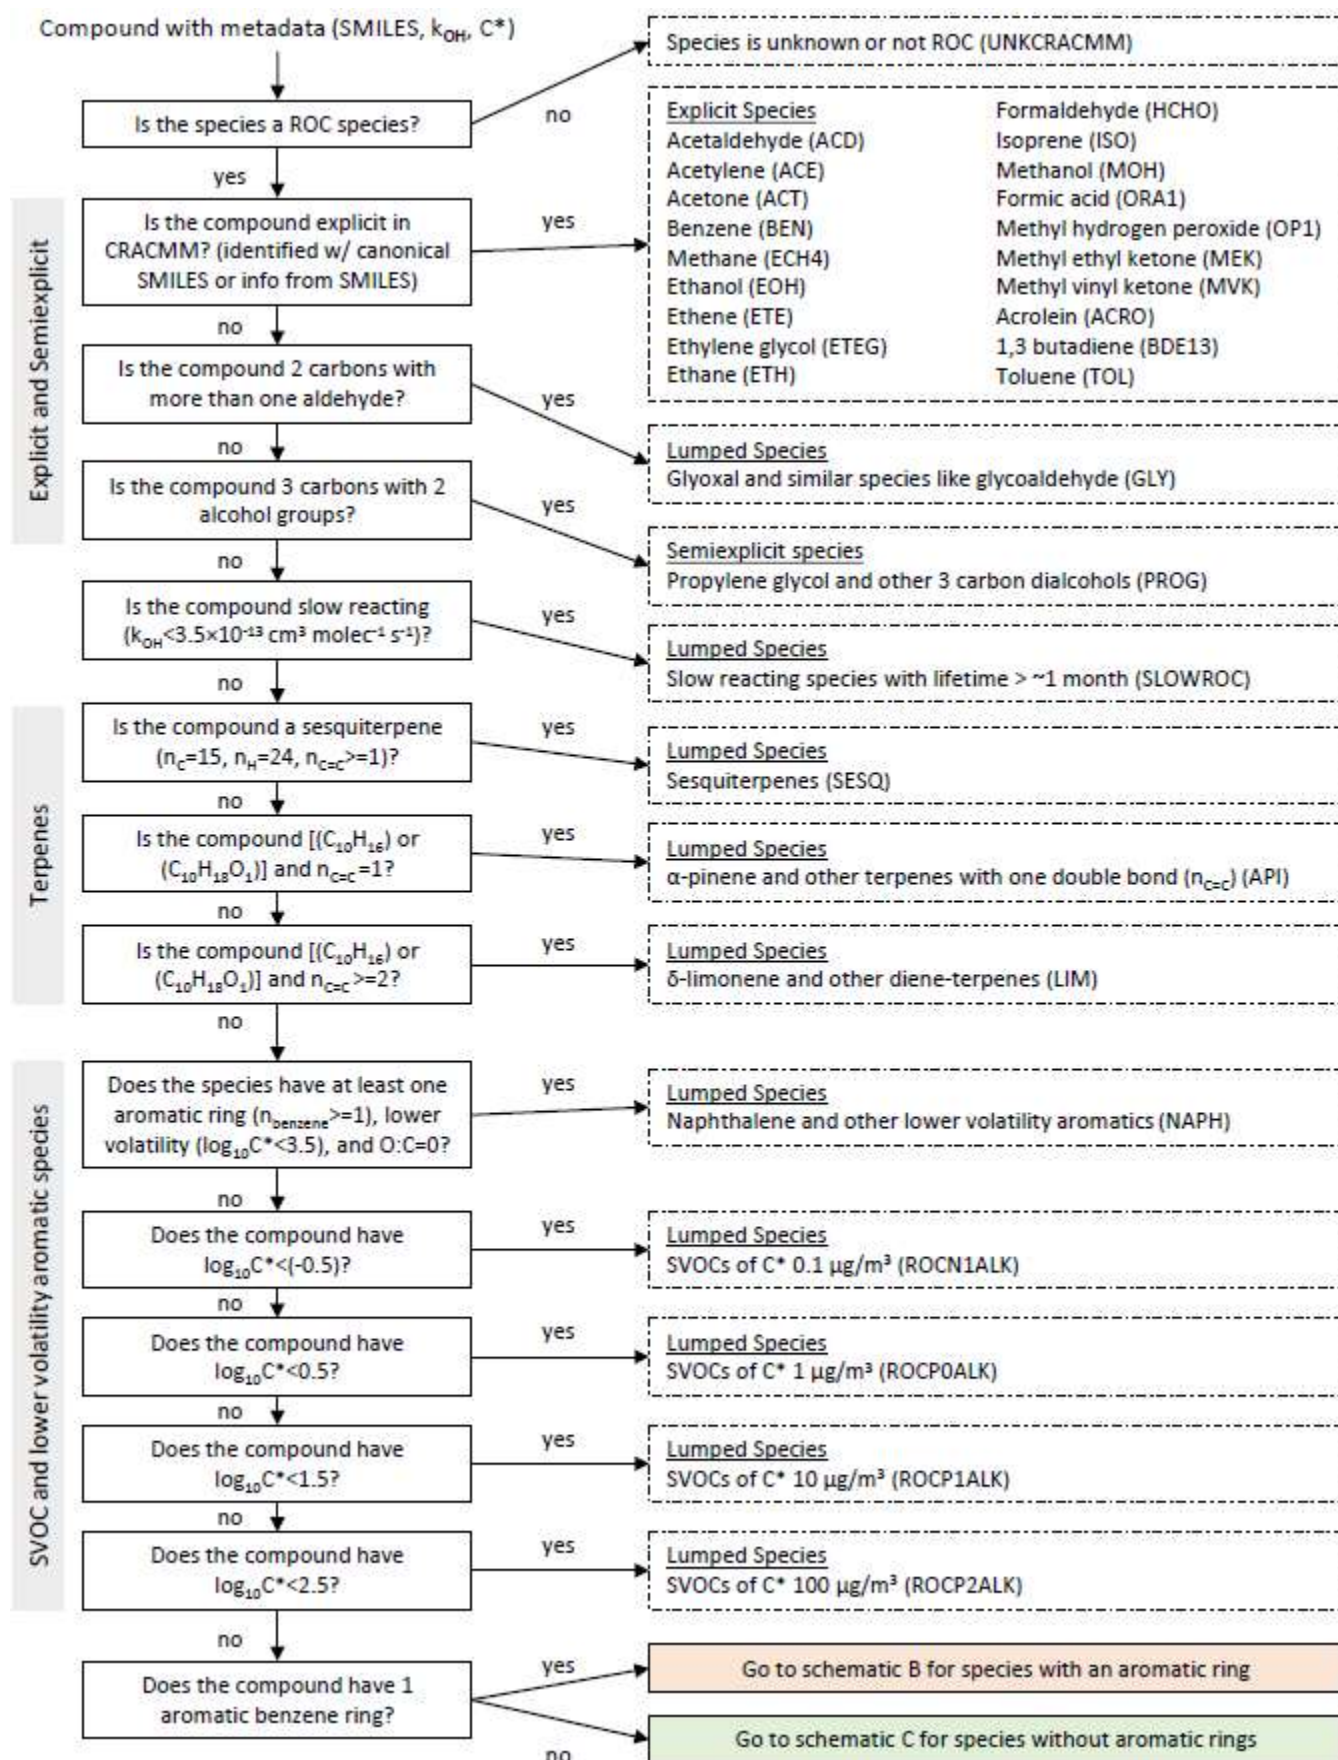 Compound with metadata (SMILES, kOH, C*)
Species is unknown or not ROC (UNKCRACMM)
Is the species a ROC species?
no
yes
Explicit and Semiexplicit
Is the compound explicit in
CRACMM? (identified w/ canonical
SMILES or info from SMILES)
yes
Explicit Species
Acetaldehyde (ACD)
Acetylene (ACE)
Acetone (ACT)
Benzene (BEN)
Methane (ECH4)
Ethanol (EOH)
Ethene (ETE)
Ethylene glycol (ETEG)
Ethane (ETH)
Formaldehyde (HCHO)
Isoprene (ISO)
Methanol (MOH)
Formic acid (ORA1)
Methyl hydrogen peroxide (OP1)
Methyl ethyl ketone (MEK)
Methyl vinyl ketone (MVK)
Acrolein (ACRO)
1,3 butadiene (BDE13)
Toluene (TOL)
no
Is the compound 2 carbons with
more than one aldehyde?
yes
Lumped Species
Glyoxal and similar species like glycoaldehyde (GLY)
no
Is the compound 3 carbons with 2
alcohol groups?
yes
Semiexplicit species
Propylene glycol and other 3 carbon dialcohols (PROG)
no
Is the compound slow reacting
(kOH<3.5×10⁻¹³ cm³ molec⁻¹ s⁻¹)?
yes
Lumped Species
Slow reacting species with lifetime > ~1 month (SLOWROC)
no
Terpenes
Is the compound a sesquiterpene
(nC=15, nH=24, nC=C>=1)?
yes
Lumped Species
Sesquiterpenes (SESQ)
no
Is the compound [(C₁₀H₁₆) or
(C₁₀H₁₈O₁)] and nC=C=1?
yes
Lumped Species
α-pinene and other terpenes with one double bond (nC=C) (API)
no
Is the compound [(C₁₀H₁₆) or
(C₁₀H₁₈O₁)] and nC=C>=2?
yes
Lumped Species
δ-limonene and other diene-terpenes (LIM)
no
SVOC and lower volatility aromatic species
Does the species have at least one
aromatic ring (nbenzene>=1), lower
volatility (log₁₀C*<3.5), and O:C=0?
yes
Lumped Species
Naphthalene and other lower volatility aromatics (NAPH)
no
Does the compound have
log₁₀C*<(-0.5)?
yes
Lumped Species
SVOCs of C* 0.1 µg/m³ (ROCN1ALK)
no
Does the compound have
log₁₀C*<0.5?
yes
Lumped Species
SVOCs of C* 1 µg/m³ (ROCP0ALK)
no
Does the compound have
log₁₀C*<1.5?
yes
Lumped Species
SVOCs of C* 10 µg/m³ (ROCP1ALK)
no
Does the compound have
log₁₀C*<2.5?
yes
Lumped Species
SVOCs of C* 100 µg/m³ (ROCP2ALK)
no
Does the compound have 1
aromatic benzene ring?
yes
Go to schematic B for species with an aromatic ring
no
Go to schematic C for species without aromatic rings